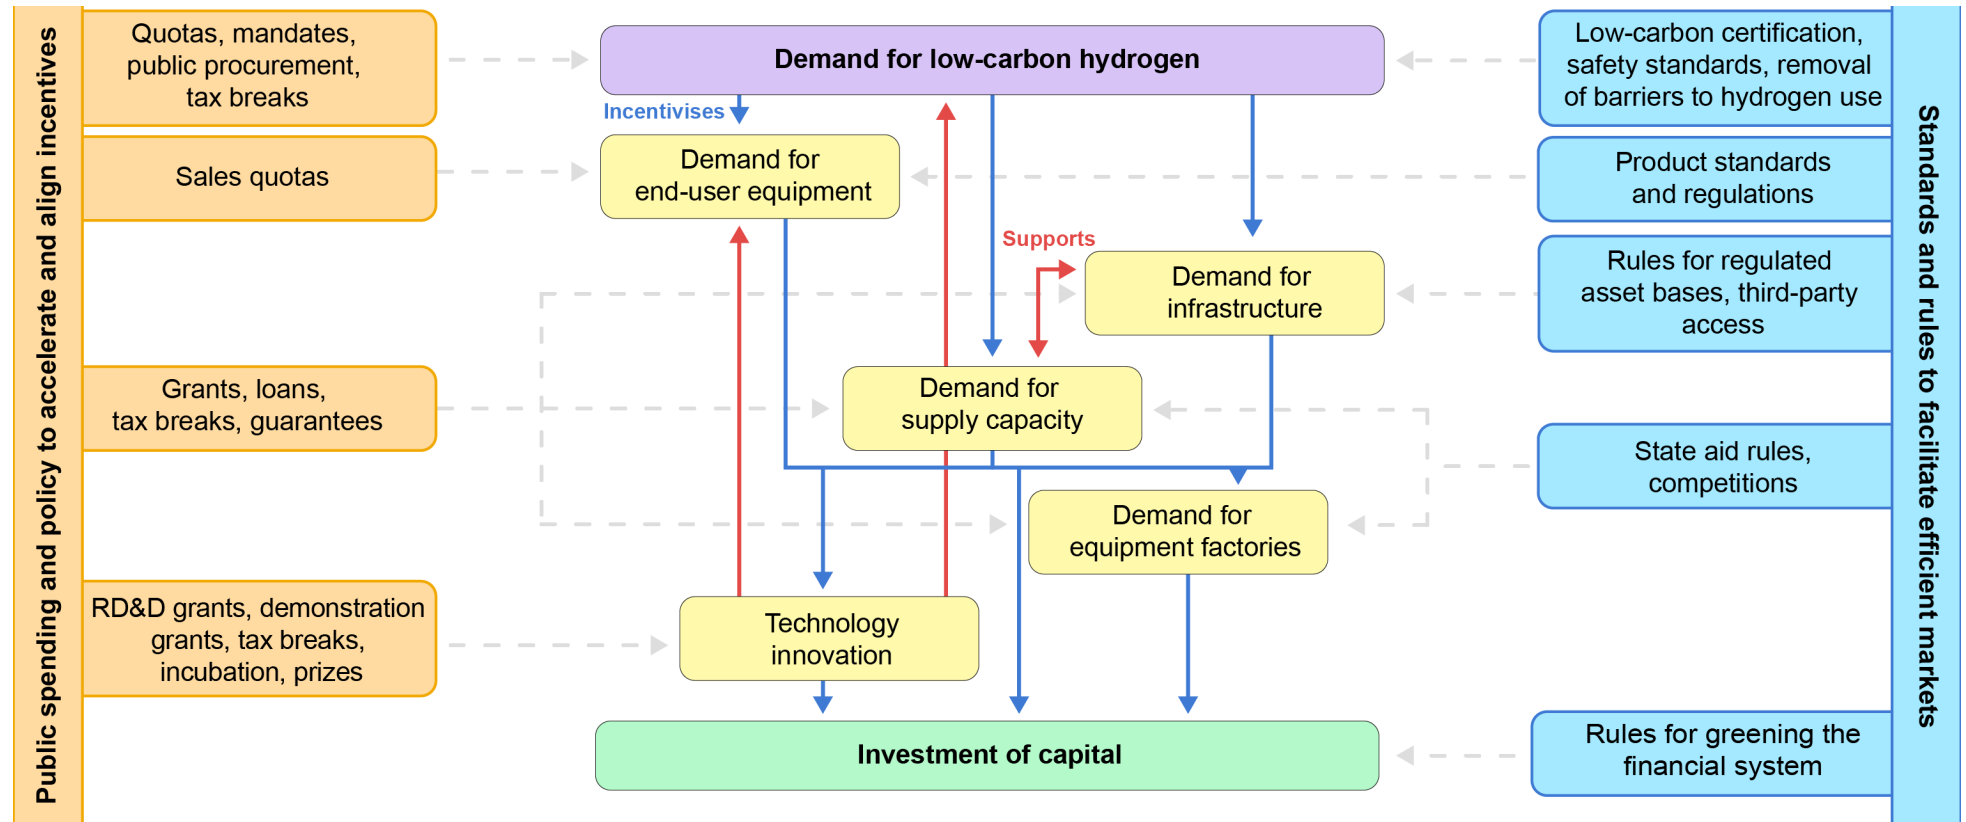 Public spending and policy to accelerate and align incentives
Quotas, mandates,
public procurement,
tax breaks
Sales quotas
Grants, loans,
tax breaks, guarantees
RD&D grants, demonstration
grants, tax breaks,
incubation, prizes
Demand for low-carbon hydrogen
Incentivises
Demand for
end-user equipment
Supports
Demand for
infrastructure
Demand for
supply capacity
Demand for
equipment factories
Technology
innovation
Investment of capital
Low-carbon certification,
safety standards, removal
of barriers to hydrogen use
Product standards
and regulations
Rules for regulated
asset bases, third-party
access
State aid rules,
competitions
Rules for greening the
financial system
Standards and rules to facilitate efficient markets